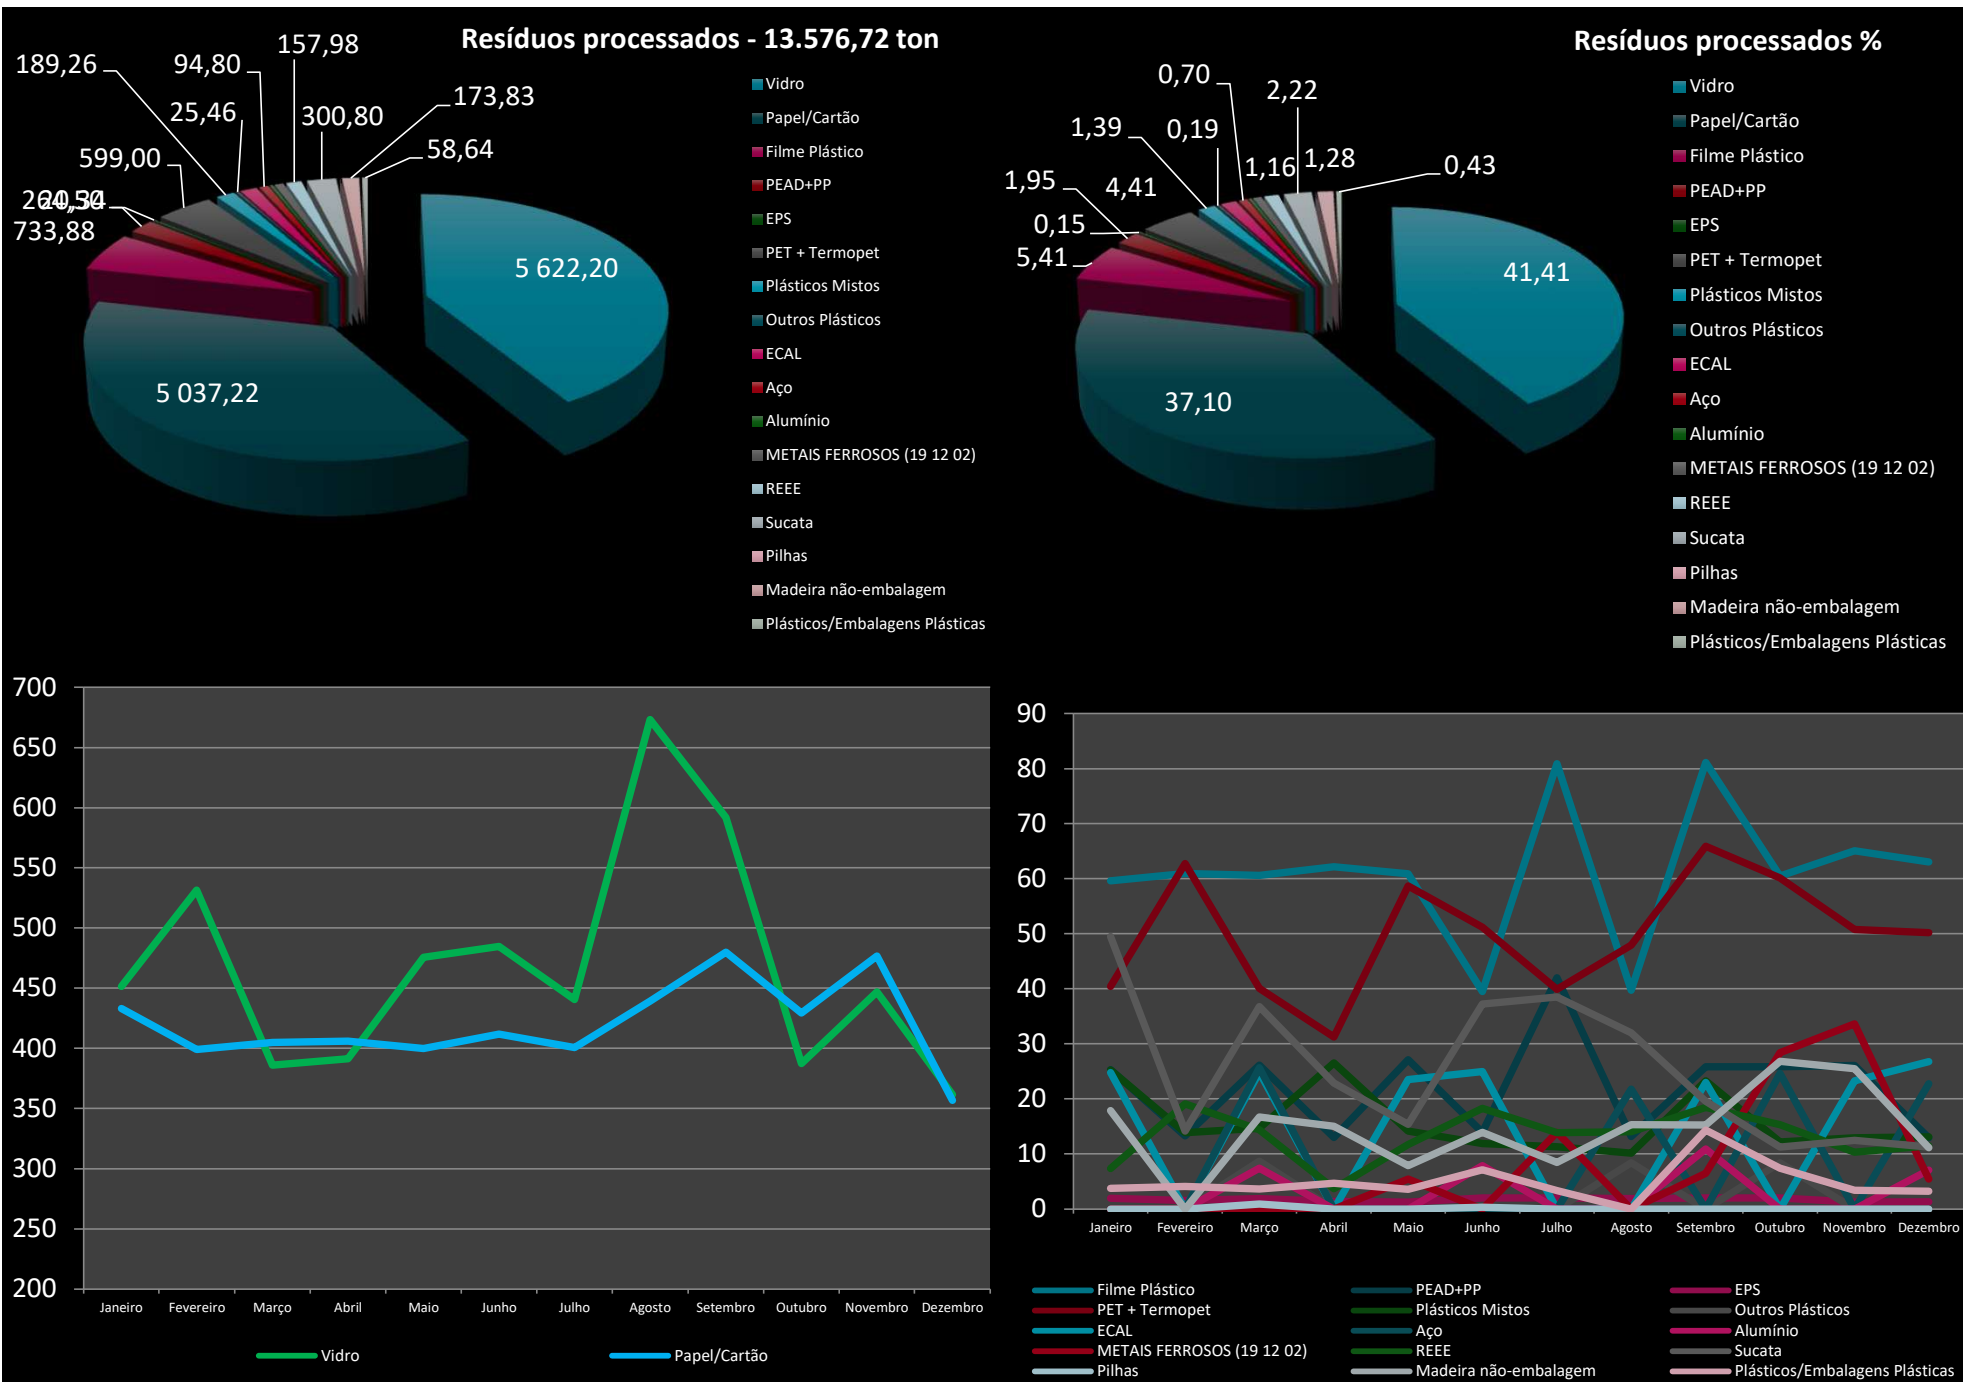 Resíduos processados - 13.576,72 ton
157,98
94,80
189,26
173,83
25,46
300,80
58,64
599,00
733,88
5 622,20
5 037,22
Vidro
Papel/Cartão
Filme Plástico
PEAD+PP
EPS
PET + Termopet
Plásticos Mistos
Outros Plásticos
ECAL
Aço
Alumínio
METAIS FERROSOS (19 12 02)
REEE
Sucata
Pilhas
Madeira não-embalagem
Plásticos/Embalagens Plásticas
Resíduos processados %
0,70
2,22
1,39
0,19
1,16
1,28
0,43
1,95
4,41
0,15
5,41
41,41
37,10
Vidro
Papel/Cartão
Filme Plástico
PEAD+PP
EPS
PET + Termopet
Plásticos Mistos
Outros Plásticos
ECAL
Aço
Alumínio
METAIS FERROSOS (19 12 02)
REEE
Sucata
Pilhas
Madeira não-embalagem
Plásticos/Embalagens Plásticas
700
650
600
550
500
450
400
350
300
250
200
Janeiro Fevereiro Março Abril Maio Junho Julho Agosto Setembro Outubro Novembro Dezembro
Vidro Papel/Cartão
90
80
70
60
50
40
30
20
10
0
Janeiro Fevereiro Março Abril Maio Junho Julho Agosto Setembro Outubro Novembro Dezembro
Filme Plástico PEAD+PP EPS
PET + Termopet Plásticos Mistos Outros Plásticos
ECAL Aço Alumínio
METAIS FERROSOS (19 12 02) REEE Sucata
Pilhas Madeira não-embalagem Plásticos/Embalagens Plásticas